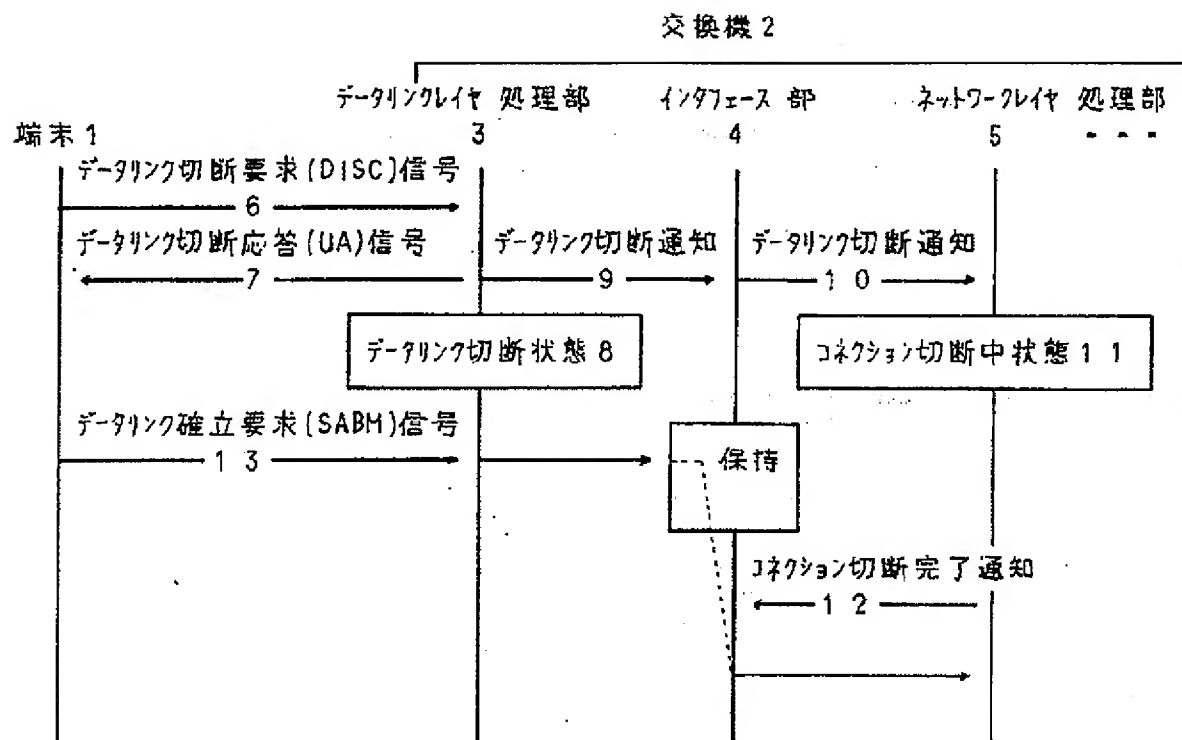 交換機2
データリンクレイヤ 処理部 インタフェース 部 ネットワークレイヤ 処理部
端末1 3 4 5 ・・・
データリンク切断要求(DISC)信号
6
データリンク切断応答(UA)信号 データリンク切断通知 データリンク切断通知
7 9 10
データリンク切断状態8 コネクション切断中状態11
データリンク確立要求(SABM)信号
13 保持
コネクション切断完了通知
12